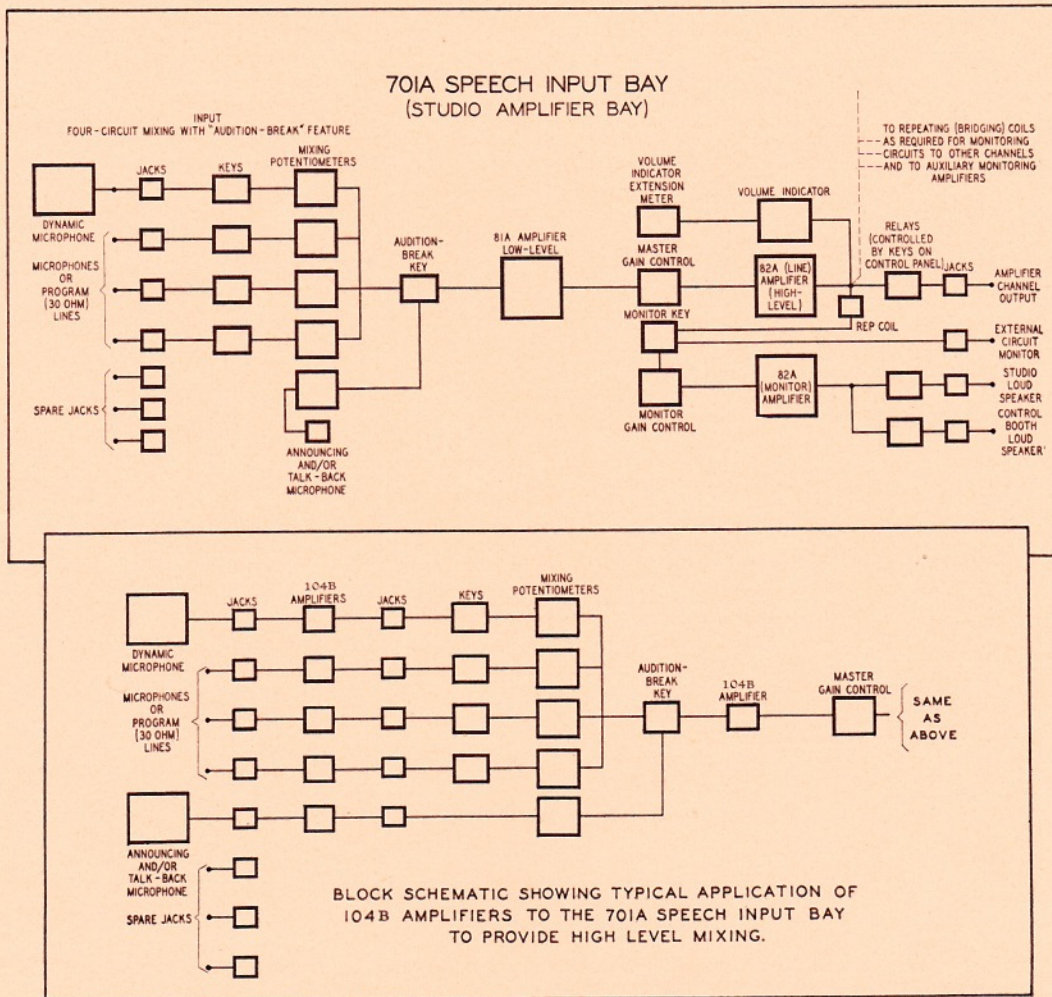 701A SPEECH INPUT BAY
(STUDIO AMPLIFIER BAY)
INPUT
FOUR-CIRCUIT MIXING WITH "AUDITION-BREAK" FEATURE
JACKS
KEYS
MIXING
POTENTIOMETERS
DYNAMIC
MICROPHONE
MICROPHONES
OR
PROGRAM
(30 OHM)
LINES
SPARE JACKS
ANNOUNCING
AND/OR
TALK-BACK
MICROPHONE
AUDITION-
BREAK
KEY
81A AMPLIFIER
LOW-LEVEL
VOLUME
INDICATOR
EXTENSION
METER
MASTER
GAIN CONTROL
MONITOR KEY
MONITOR
GAIN CONTROL
VOLUME INDICATOR
82A (LINE)
AMPLIFIER
(HIGH-
LEVEL)
REP COIL
82A
(MONITOR)
AMPLIFIER
TO REPEATING (BRIDGING) COILS
AS REQUIRED FOR MONITORING
CIRCUITS TO OTHER CHANNELS
AND TO AUXILIARY MONITORING
AMPLIFIERS
RELAYS
(CONTROLLED
BY KEYS ON
CONTROL PANEL)
JACKS
AMPLIFIER
CHANNEL
OUTPUT
EXTERNAL
CIRCUIT
MONITOR
STUDIO
LOUD
SPEAKER
CONTROL
BOOTH
LOUD
SPEAKER'
JACKS
104B
AMPLIFIERS
JACKS
KEYS
MIXING
POTENTIOMETERS
DYNAMIC
MICROPHONE
MICROPHONES
OR
PROGRAM
(30 OHM)
LINES
ANNOUNCING
AND/OR
TALK-BACK
MICROPHONE
SPARE JACKS
AUDITION-
BREAK
KEY
104B
AMPLIFIER
MASTER
GAIN CONTROL
SAME
AS
ABOVE
BLOCK SCHEMATIC SHOWING TYPICAL APPLICATION OF
104B AMPLIFIERS TO THE 701A SPEECH INPUT BAY
TO PROVIDE HIGH LEVEL MIXING.